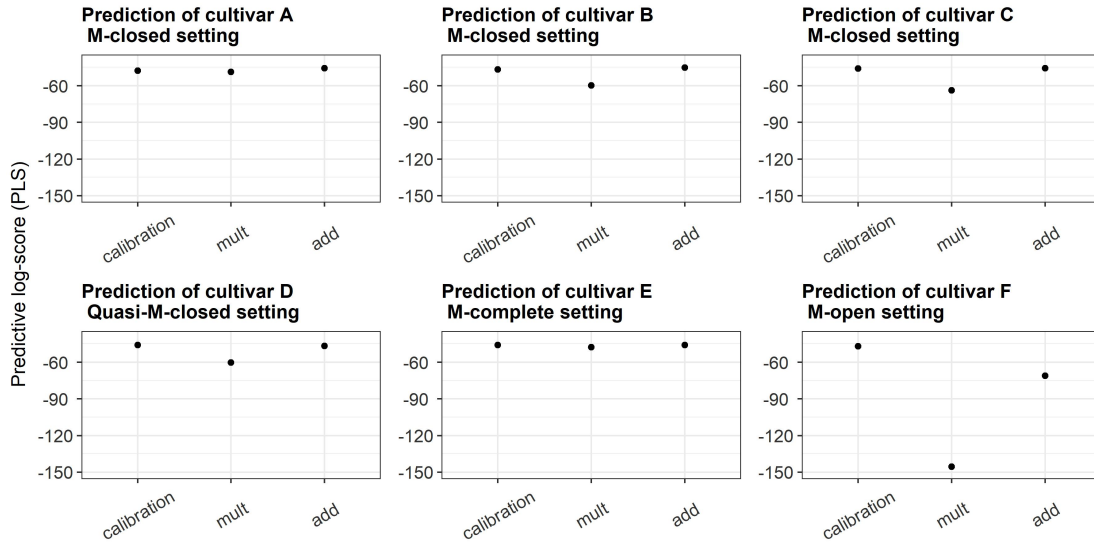 Prediction of cultivar A
M-closed setting
Prediction of cultivar B
M-closed setting
Prediction of cultivar C
M-closed setting
-60
-90
-120
-150
calibration
mult
add
-60
-90
-120
-150
calibration
mult
add
-60
-90
-120
-150
calibration
mult
add
Predictive log-score (PLS)
Prediction of cultivar D
Quasi-M-closed setting
Prediction of cultivar E
M-complete setting
Prediction of cultivar F
M-open setting
-60
-90
-120
-150
calibration
mult
add
-60
-90
-120
-150
calibration
mult
add
-60
-90
-120
-150
calibration
mult
add